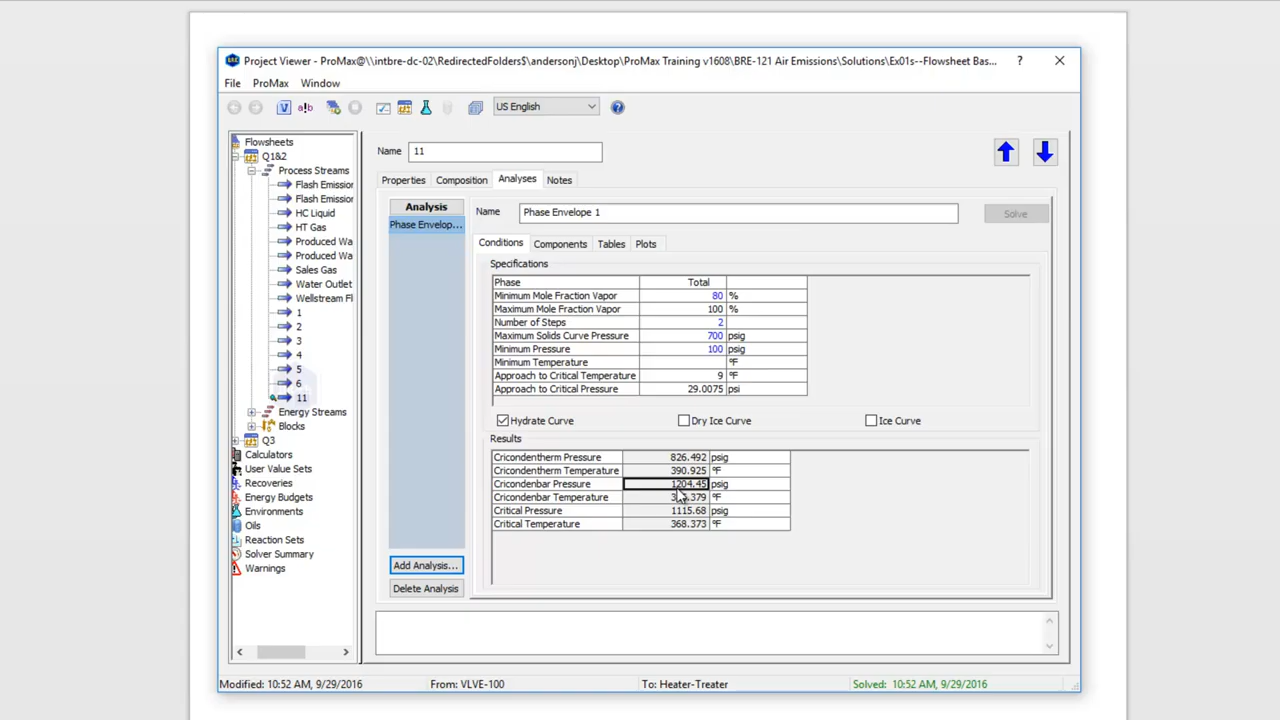 Project Viewer - ProMax@\\intbre-dc-02\RedirectedFolders$\andersonj\Desktop\ProMax Training v1608\BRE-121 Air Emissions\Solutions\Ex01s--Flowsheet Bas...
File ProMax Window
US English
Flowsheets
Q1&2
Process Streams
Flash Emission
Flash Emission
HC Liquid
HT Gas
Produced Wa
Produced Wa
Sales Gas
Water Outlet
Wellstream Fl
1
2
3
4
5
6
11
Energy Streams
Blocks
Q3
Calculators
User Value Sets
Recoveries
Energy Budgets
Environments
Oils
Reaction Sets
Solver Summary
Warnings
Name 11
Properties Composition Analyses Notes
Analysis
Phase Envelop...
Add Analysis...
Delete Analysis
Name Phase Envelope 1 Solve
Conditions Components Tables Plots
Specifications
Phase Total
Minimum Mole Fraction Vapor 80 %
Maximum Mole Fraction Vapor 100 %
Number of Steps 2
Maximum Solids Curve Pressure 700 psig
Minimum Pressure 100 psig
Minimum Temperature °F
Approach to Critical Temperature 9 °F
Approach to Critical Pressure 29.0075 psi
Hydrate Curve Dry Ice Curve Ice Curve
Results
Cricondentherm Pressure 826.492 psig
Cricondentherm Temperature 390.925 °F
Cricondenbar Pressure 1204.45 psig
Cricondenbar Temperature °F
Critical Pressure 1115.68 psig
Critical Temperature 368.373 °F
Modified: 10:52 AM, 9/29/2016 From: VLVE-100 To: Heater-Treater Solved: 10:52 AM, 9/29/2016